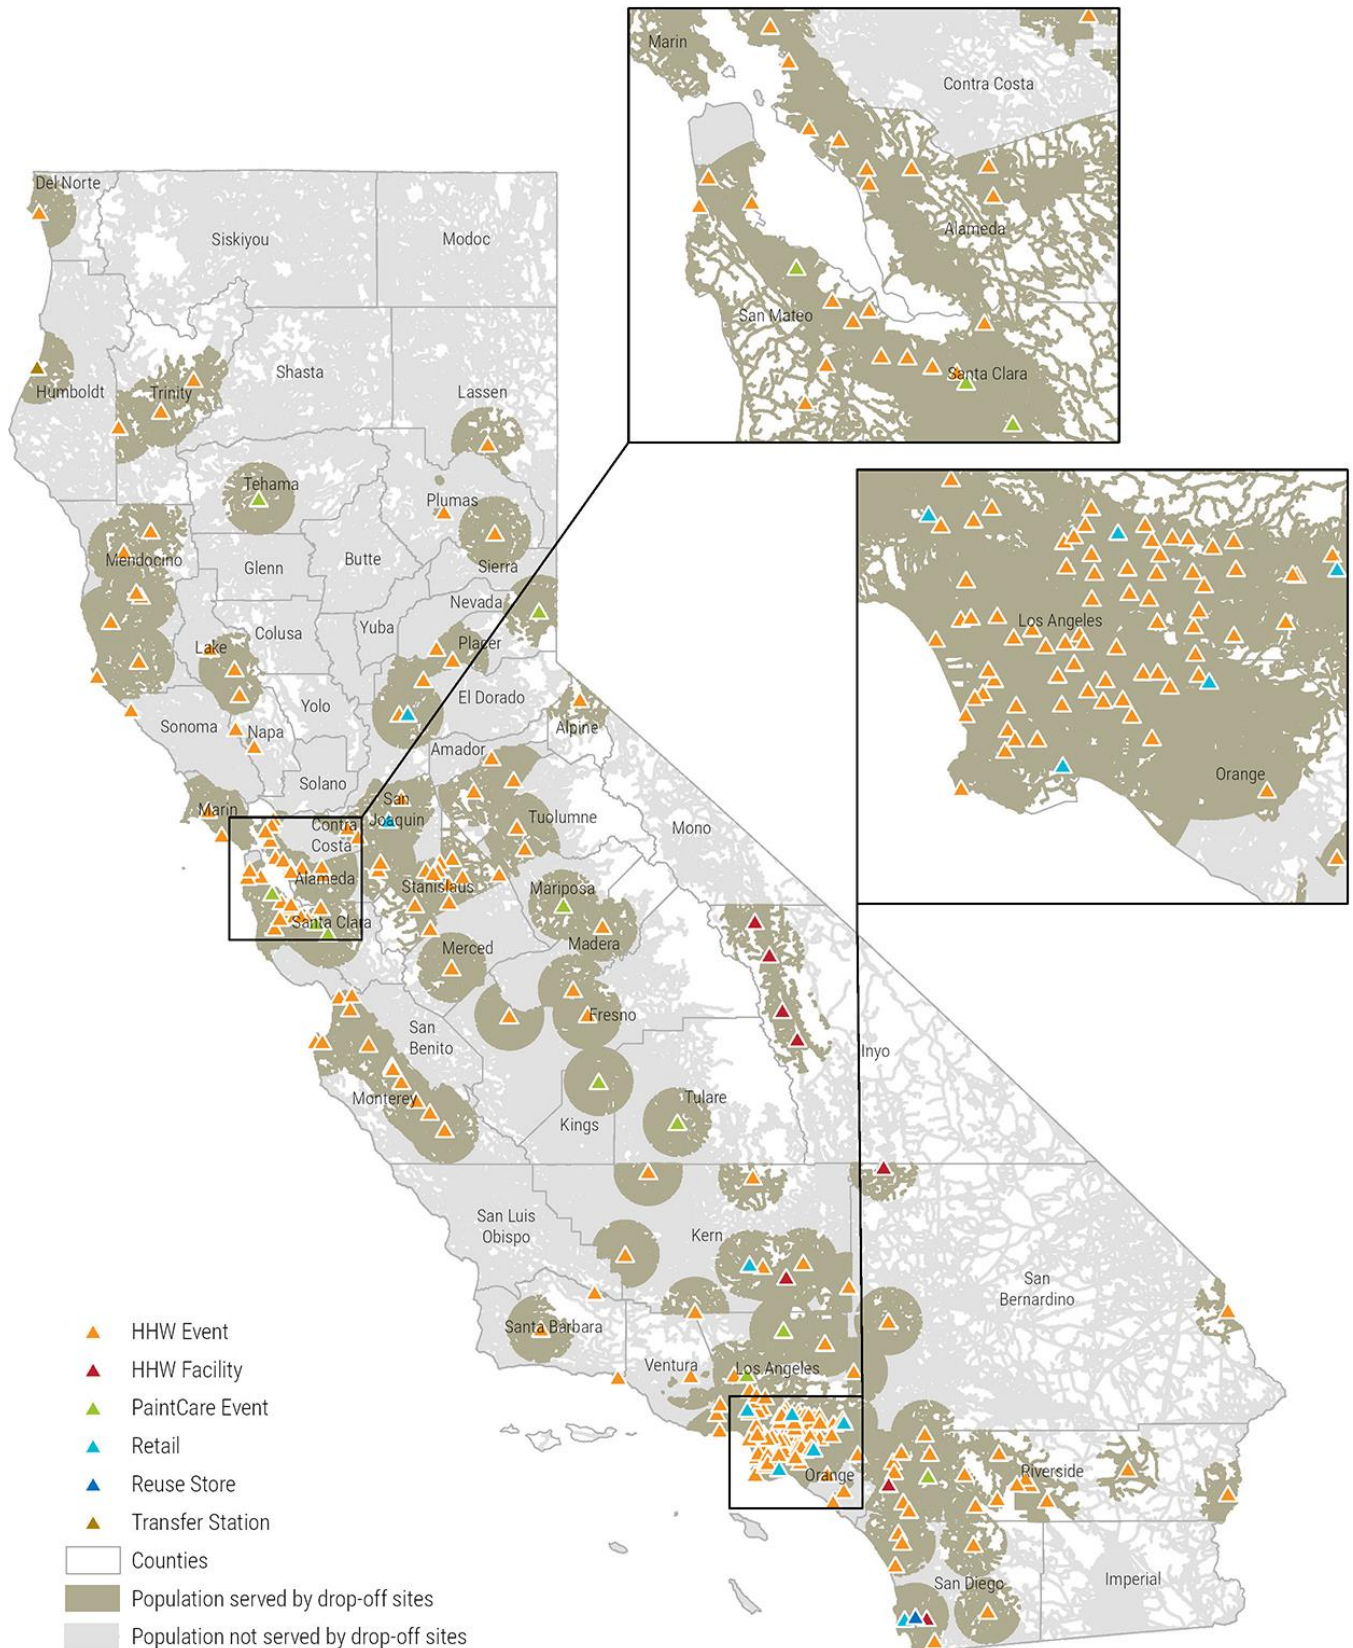 Marin
Contra Costa
Alameda
San Mateo
Santa Clara
Del Norte
Siskiyou
Modoc
Humboldt
Trinity
Shasta
Lassen
Tehama
Plumas
Mendocino
Glenn
Butte
Sierra
Nevada
Lake
Colusa
Yuba
Placer
Sonoma
Napa
Yolo
El Dorado
Alpine
Amador
Solano
Marin
Contra
Costa
San
Joaquin
Tuolumne
Mono
Alameda
Stanislaus
Mariposa
Santa Clara
Merced
Madera
San
Benito
Fresno
Inyo
Monterey
Kings
Tulare
San Luis
Obispo
Kern
San
Bernardino
Santa Barbara
Ventura
Los Angeles
Orange
Riverside
San Diego
Imperial
Los Angeles
Orange
HHW Event
HHW Facility
PaintCare Event
Retail
Reuse Store
Transfer Station
Counties
Population served by drop-off sites
Population not served by drop-off sites